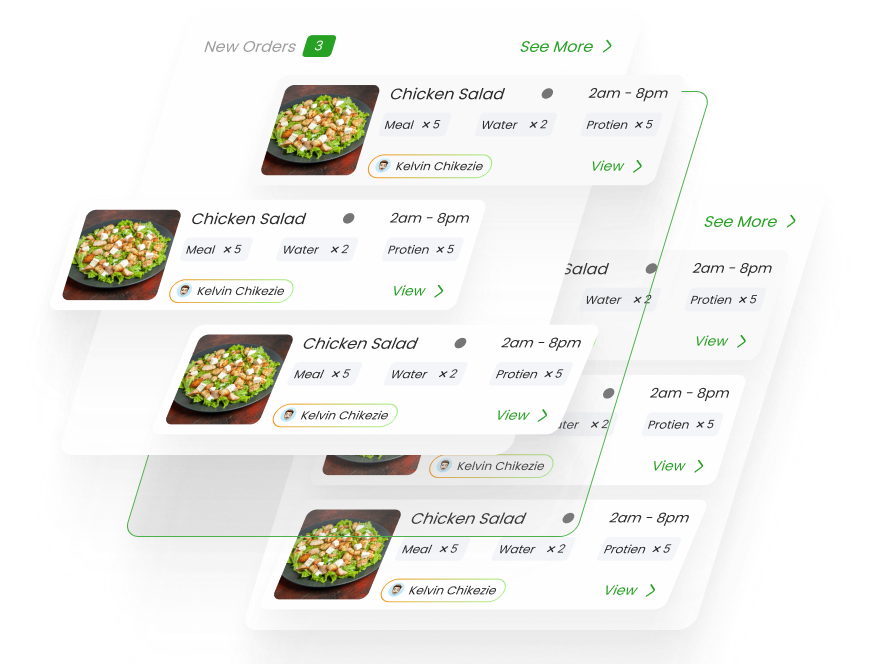 New Orders 3 See More
Chicken Salad 2am - 8pm
Meal ×5 Water ×2 Protien ×5
Kelvin Chikezie View
Chicken Salad 2am - 8pm
Meal ×5 Water ×2 Protien ×5
Kelvin Chikezie View
Chicken Salad 2am - 8pm
Meal ×5 Water ×2 Protien ×5
Kelvin Chikezie View
See More
Salad 2am - 8pm
Water ×2 Protien ×5
View
2am - 8pm
×2 Protien ×5
Kelvin Chikezie View
Chicken Salad 2am - 8pm
Meal ×5 Water ×2 Protien ×5
Kelvin Chikezie View